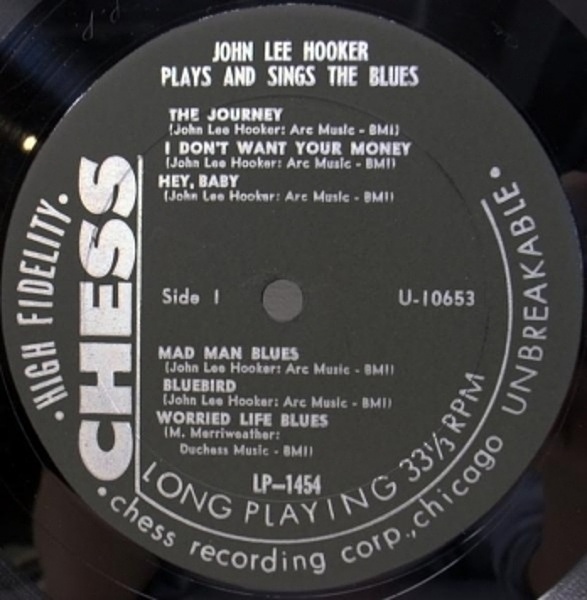 JOHN LEE HOOKER
PLAYS AND SINGS THE BLUES
THE JOURNEY
(John Lee Hooker: Arc Music - BMI)
I DON'T WANT YOUR MONEY
(John Lee Hooker: Arc Music - BMI)
HEY, BABY
(John Lee Hooker: Arc Music - BMI)
Side 1
U-10653
MAD MAN BLUES
(John Lee Hooker: Arc Music - BMI)
BLUEBIRD
(John Lee Hooker: Arc Music - BMI)
WORRIED LIFE BLUES
(M. Merriweather:
Duchess Music - BMI)
LP-1454
• HIGH FIDELITY •
CHESS
LONG PLAYING 33⅓ RPM
• chess recording corp., chicago UNBREAKABLE •